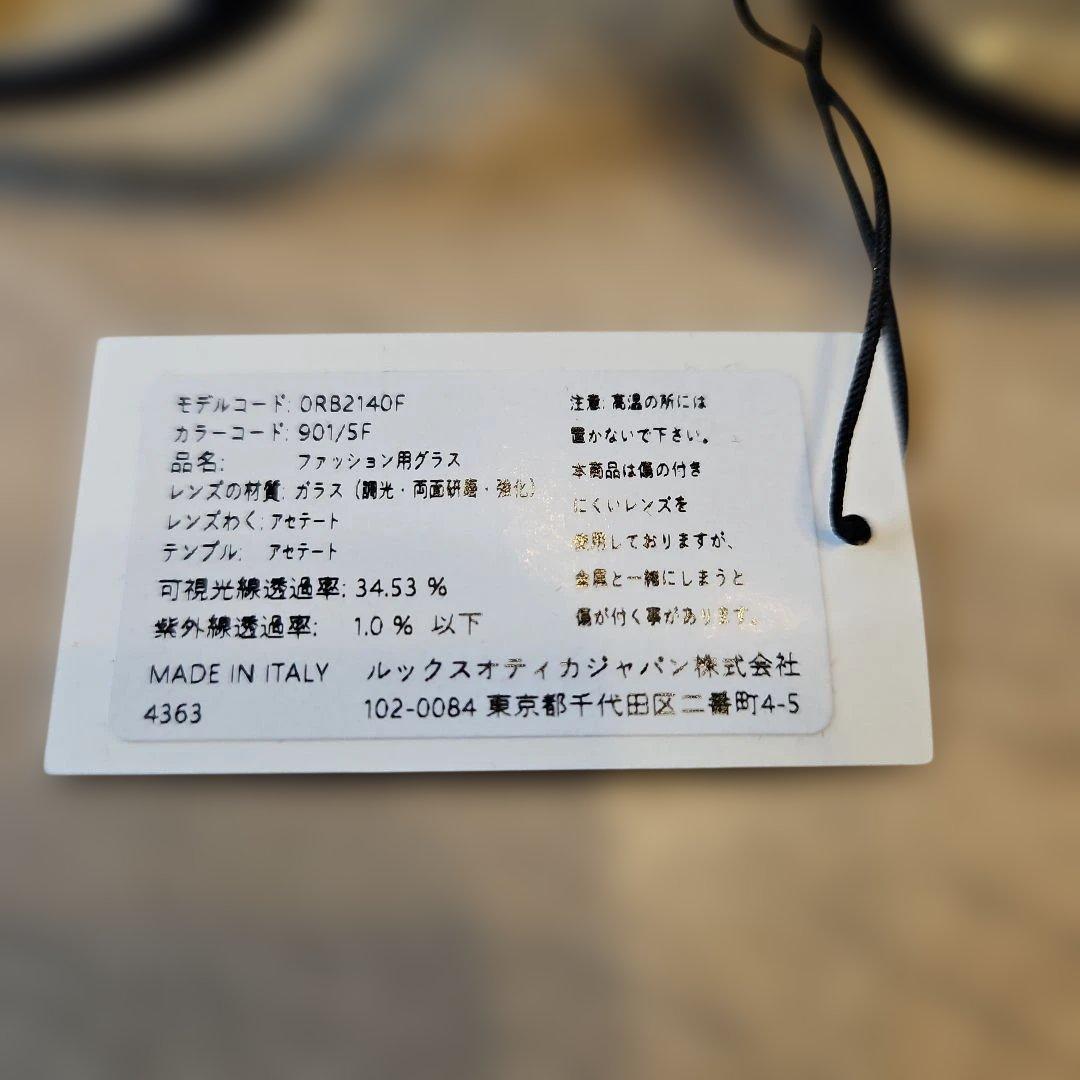 モデルコード: 0RB2140F
カラーコード: 901/5F
品名: ファッション用グラス
レンズの材質: ガラス（調光・両面研磨・強化）
レンズわく: アセテート
テンプル: アセテート
可視光線透過率: 34.53 %
紫外線透過率: 1.0 % 以下
MADE IN ITALY
4363
注意: 高温の所には
置かないで下さい。
本商品は傷の付き
にくいレンズを
使用しておりますが、
金属と一緒にしまうと
傷が付く事があります。
ルックスオティカジャパン株式会社
102-0084 東京都千代田区二番町4-5